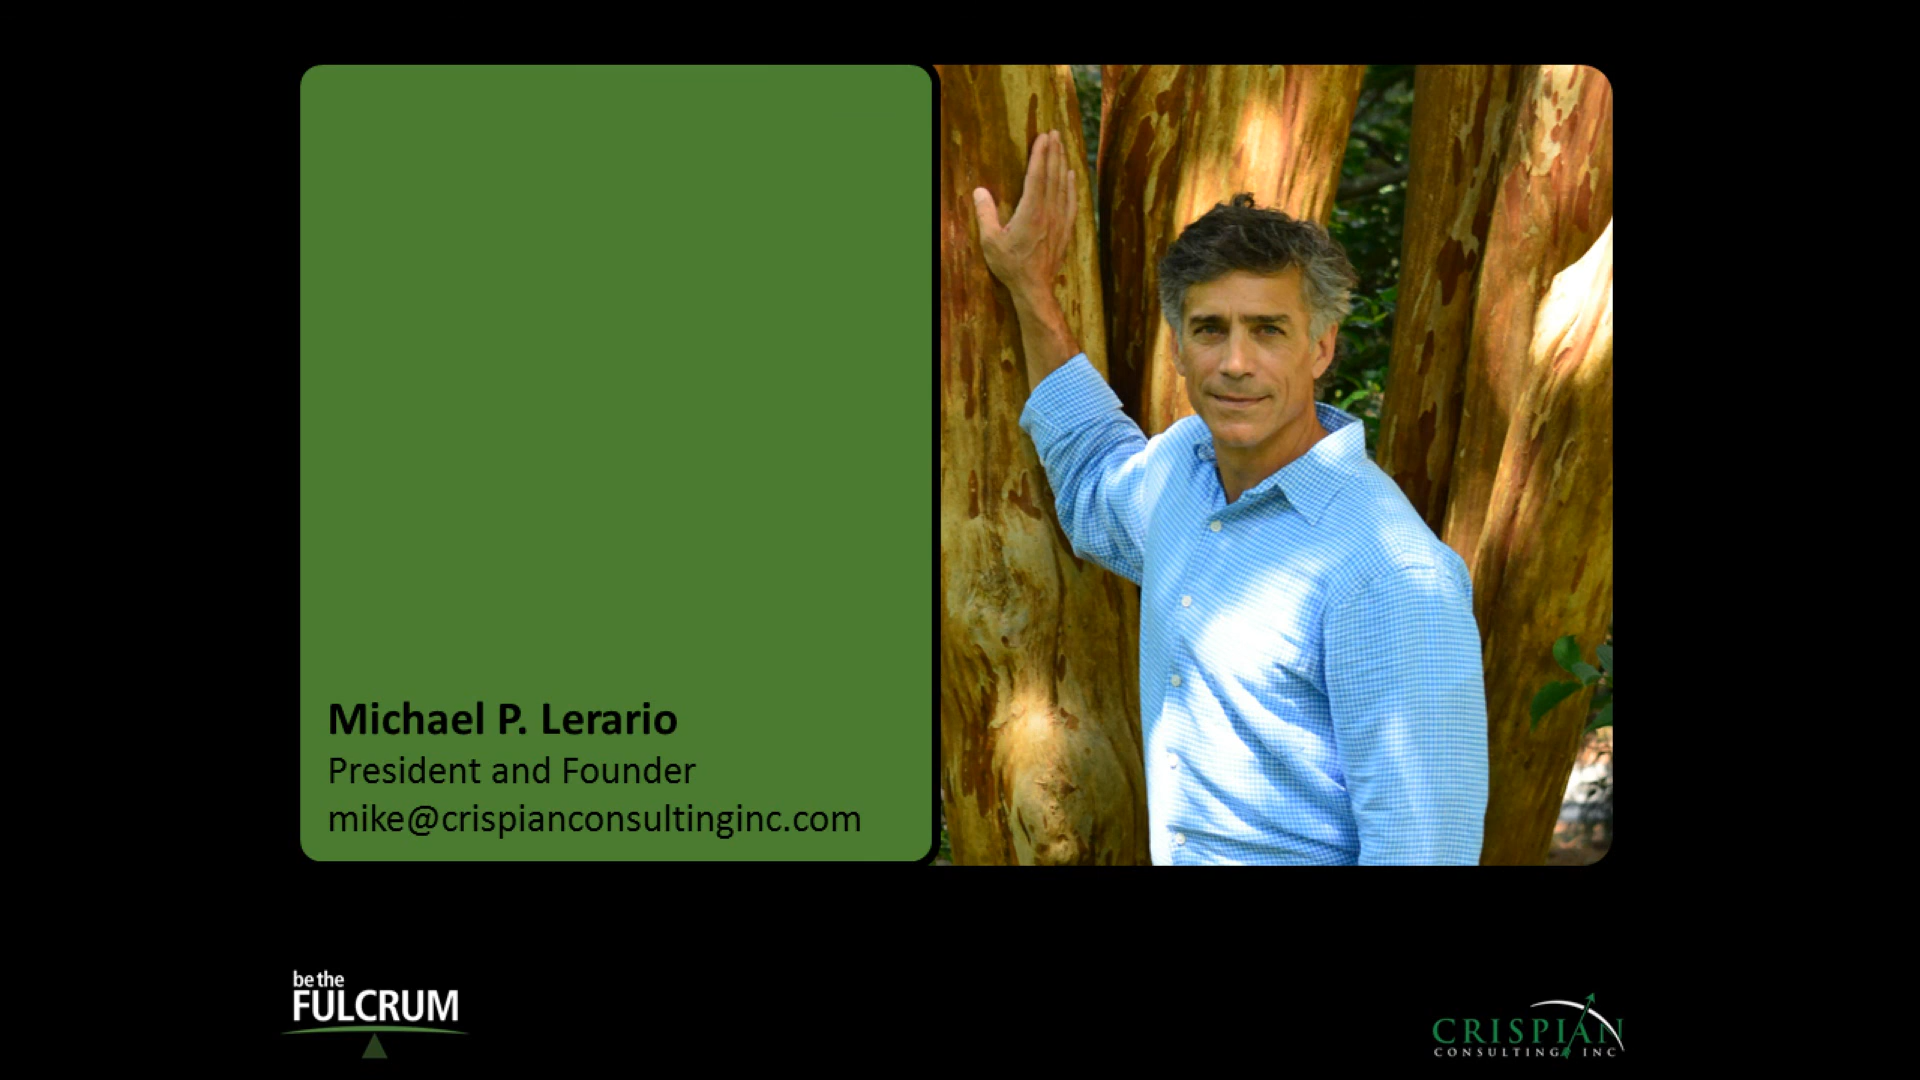 Michael P. Lerario
President and Founder
mike@crispianconsultinginc.com
be the
FULCRUM
CRISPIAN
CONSULTING INC